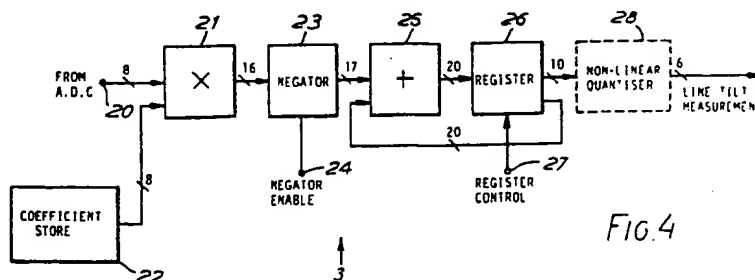 21
23
25
26
28
FROM
A.D.C
20
8
×
16
NEGATOR
17
+
20
REGISTER
10
NON-LINEAR
QUANTISER
6
LINE TILT
MEASUREMENT
8
24
NEGATOR
ENABLE
20
27
REGISTER
CONTROL
COEFFICIENT
STORE
22
3
FIG.4